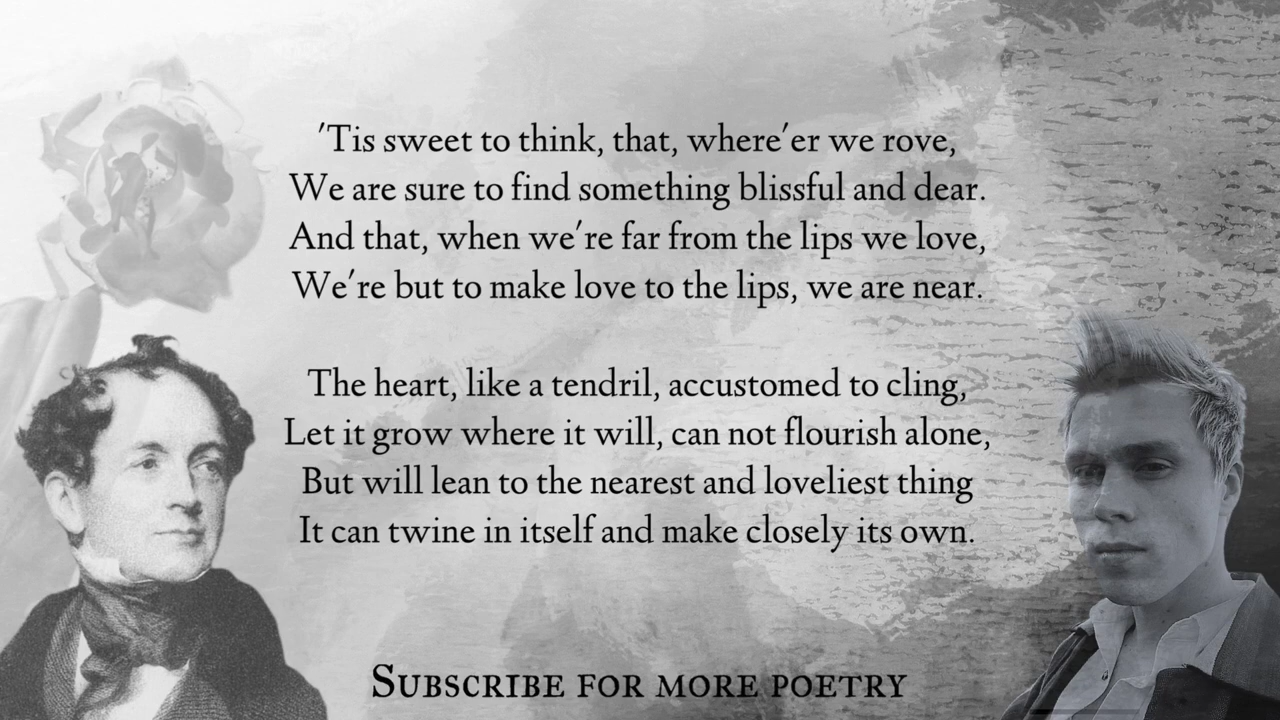 'Tis sweet to think, that, where'er we rove,
We are sure to find something blissful and dear.
And that, when we're far from the lips we love,
We're but to make love to the lips, we are near.
The heart, like a tendril, accustomed to cling,
Let it grow where it will, can not flourish alone,
But will lean to the nearest and loveliest thing
It can twine in itself and make closely its own.
Subscribe for more poetry